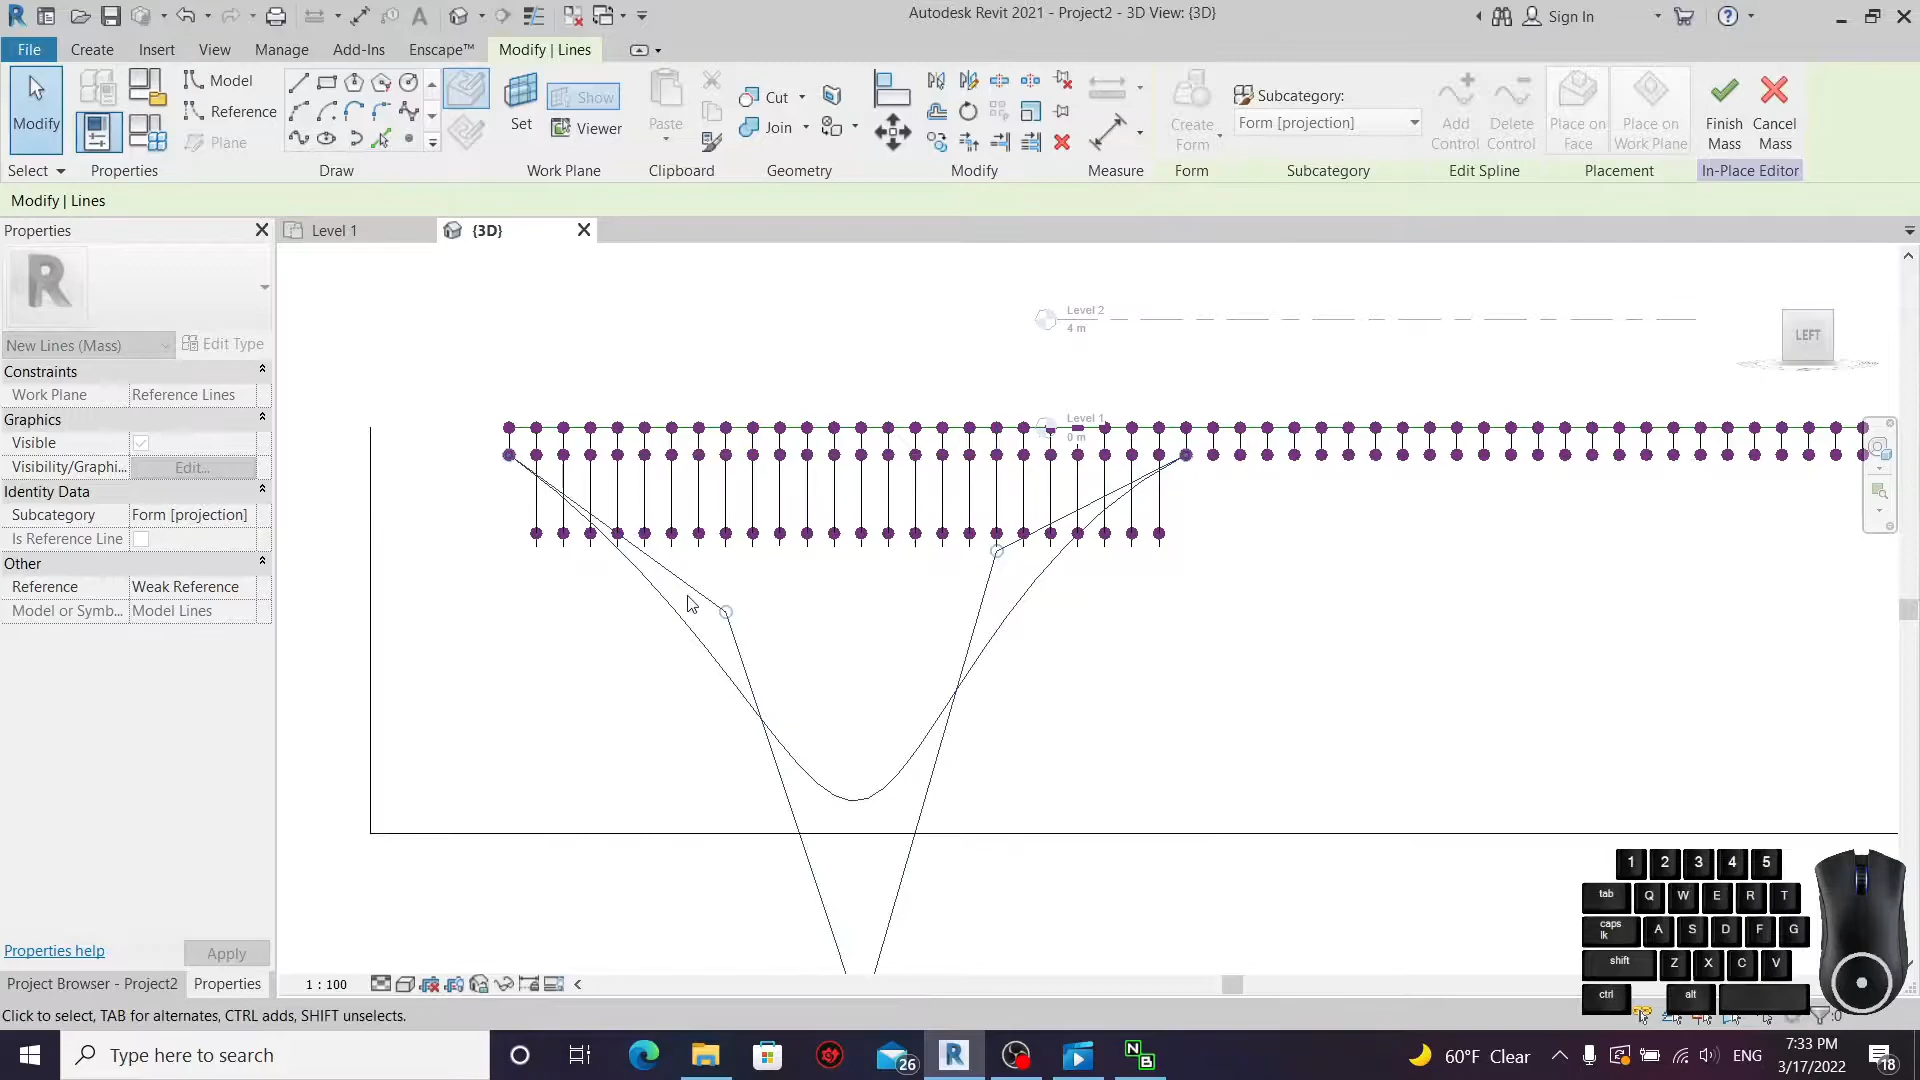 Autodesk Revit 2021 - Project2 - 3D View: {3D}
Sign In
File
Create
Insert
View
Manage
Add-Ins
Enscape™
Modify | Lines
Modify
Model
Reference
Plane
Set
Show
Viewer
Paste
Cut
Join
Create
Form
Subcategory:
Form [projection]
Add
Control
Delete
Control
Place on
Face
Place on
Work Plane
Finish
Mass
Cancel
Mass
Select
Properties
Draw
Work Plane
Clipboard
Geometry
Modify
Measure
Form
Subcategory
Edit Spline
Placement
In-Place Editor
Modify | Lines
Properties
Level 1
{3D}
R
New Lines (Mass)
Edit Type
Constraints
Work Plane
Reference Lines
Graphics
Visible
Visibility/Graphi...
Edit...
Identity Data
Subcategory
Form [projection]
Is Reference Line
Other
Reference
Weak Reference
Model or Symb...
Model Lines
Level 2
4 m
LEFT
Level 1
0 m
Properties help
Apply
Project Browser - Project2
Properties
1 : 100
Click to select, TAB for alternates, CTRL adds, SHIFT unselects.
:0
1 2 3 4 5
tab Q W E R T
caps lk A S D F G
shift Z X C V
ctrl alt
Type here to search
26
R
N
B
60°F Clear
ENG
7:33 PM
3/17/2022
18